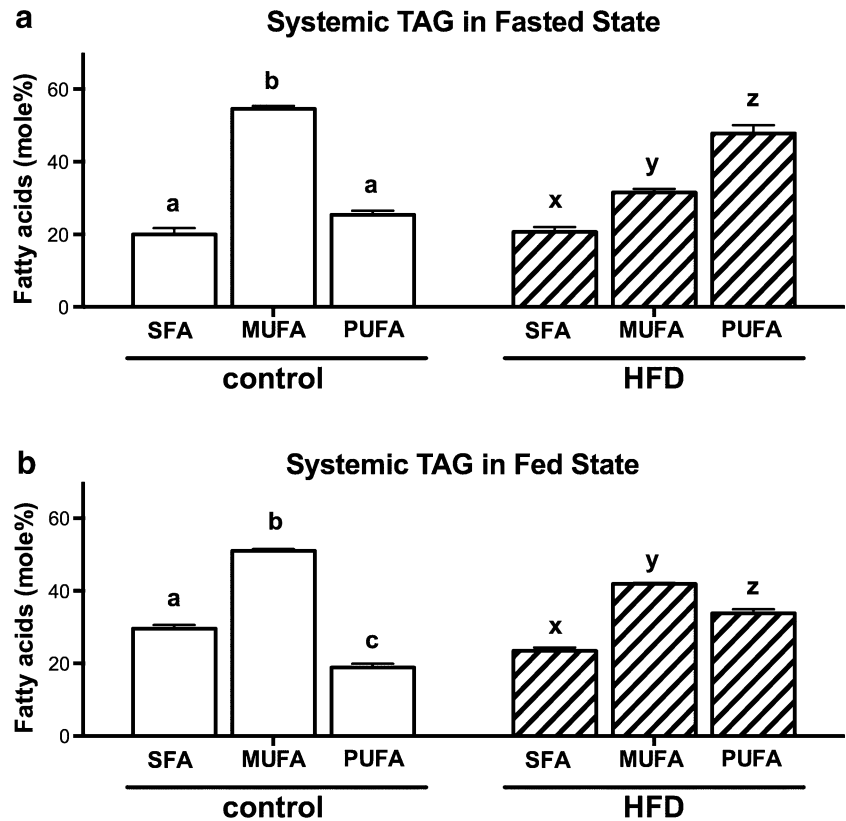 a
Systemic TAG in Fasted State
Fatty acids (mole%)
60
40
20
0
a
b
a
x
y
z
SFA MUFA PUFA SFA MUFA PUFA
control HFD
b
Systemic TAG in Fed State
Fatty acids (mole%)
60
40
20
0
a
b
c
x
y
z
SFA MUFA PUFA SFA MUFA PUFA
control HFD